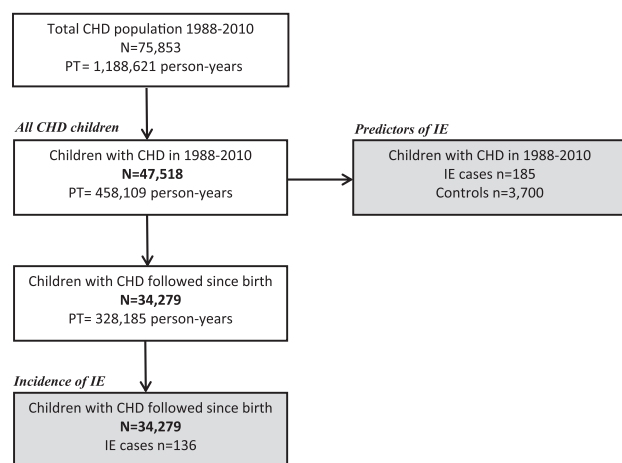 Total CHD population 1988-2010
N=75,853
PT= 1,188,621 person-years
All CHD children
Children with CHD in 1988-2010
N=47,518
PT= 458,109 person-years
Predictors of IE
Children with CHD in 1988-2010
IE cases n=185
Controls n=3,700
Children with CHD followed since birth
N=34,279
PT= 328,185 person-years
Incidence of IE
Children with CHD followed since birth
N=34,279
IE cases n=136